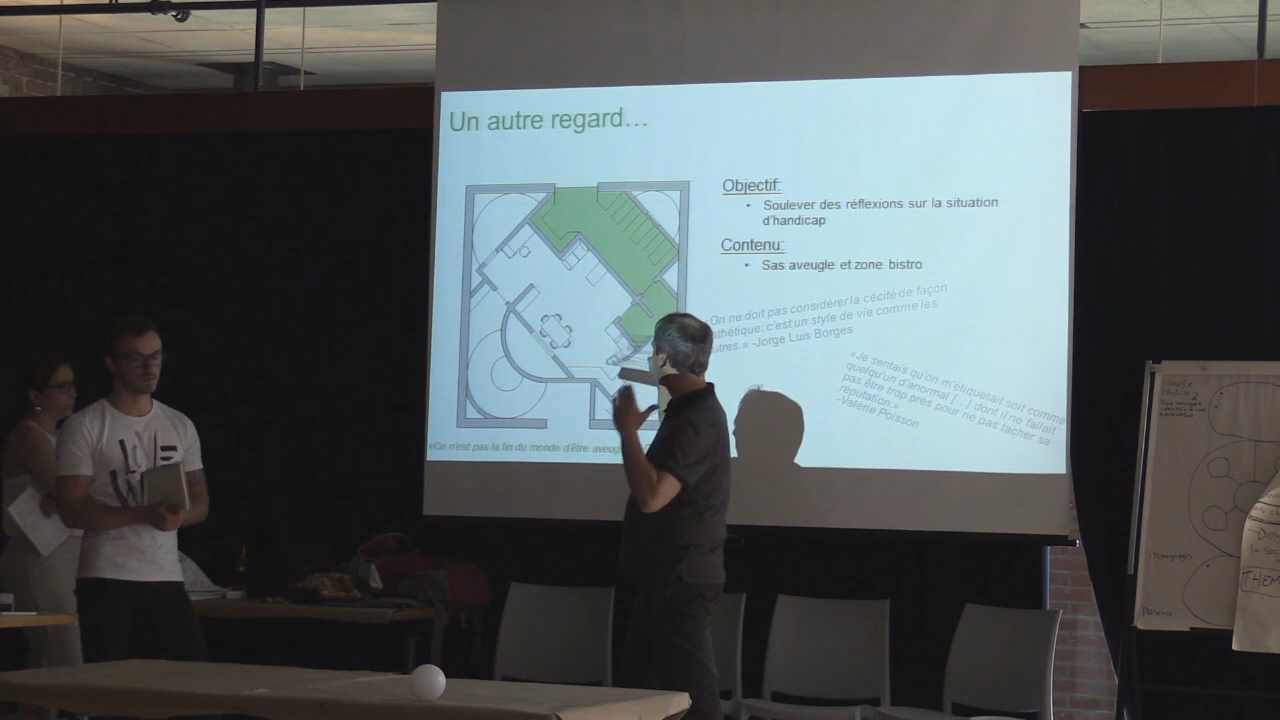 Un autre regard…
Objectif:
• Soulever des réflexions sur la situation
d'handicap
Contenu:
• Sas aveugle et zone bistro
On ne doit pas considérer la cécité de façon
athétique: c'est un style de vie comme les
utres.» -Jorge Luis Borges
«Je sentais qu'on m'étiquetait soit comme
quelqu'un d'anormal [...] dont il ne fallait
pas être trop près pour ne pas tacher sa
réputation.»
-Valérie Poisson
«Ce n'est pas la fin du monde d'être aveug
LOVE
THEM